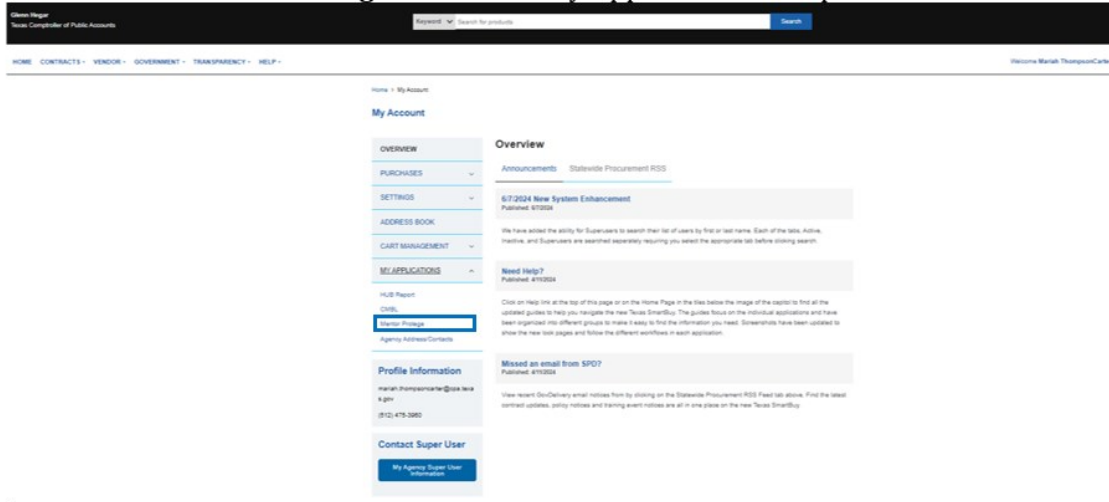 Glenn Hegar
Texas Comptroller of Public Accounts
Keyword Search for products Search
HOME CONTRACTS VENDOR GOVERNMENT TRANSPARENCY HELP
Welcome Mariah ThompsonCarte
Home > My Account
My Account
OVERVIEW
PURCHASES
SETTINGS
ADDRESS BOOK
CART MANAGEMENT
MY APPLICATIONS
HUB Report
CMBL
Mentor Protege
Agency Address/Contacts
Profile Information
mariah.thompsoncarter@cpa.texa
s.gov
(512) 475-3960
Contact Super User
My Agency Super User
Information
Overview
Announcements Statewide Procurement RSS
6/7/2024 New System Enhancement
Published: 6/7/2024
We have added the ability for Superusers to search their list of users by first or last name. Each of the tabs, Active,
Inactive, and Superusers are searched seperately requiring you select the appropriate tab before clicking search.
Need Help?
Published: 4/11/2024
Click on Help link at the top of this page or on the Home Page in the tiles below the image of the capitol to find all the
updated guides to help you navigate the new Texas SmartBuy. The guides focus on the individual applications and have
been organized into different groups to make it easy to find the information you need. Screenshots have been updated to
show the new look pages and follow the different workflows in each application.
Missed an email from SPD?
Published: 4/11/2024
View recent GovDelivery email notices from by clicking on the Statewide Procurement RSS Feed tab above. Find the latest
contract updates, policy notices and training event notices are all in one place on the new Texas SmartBuy.